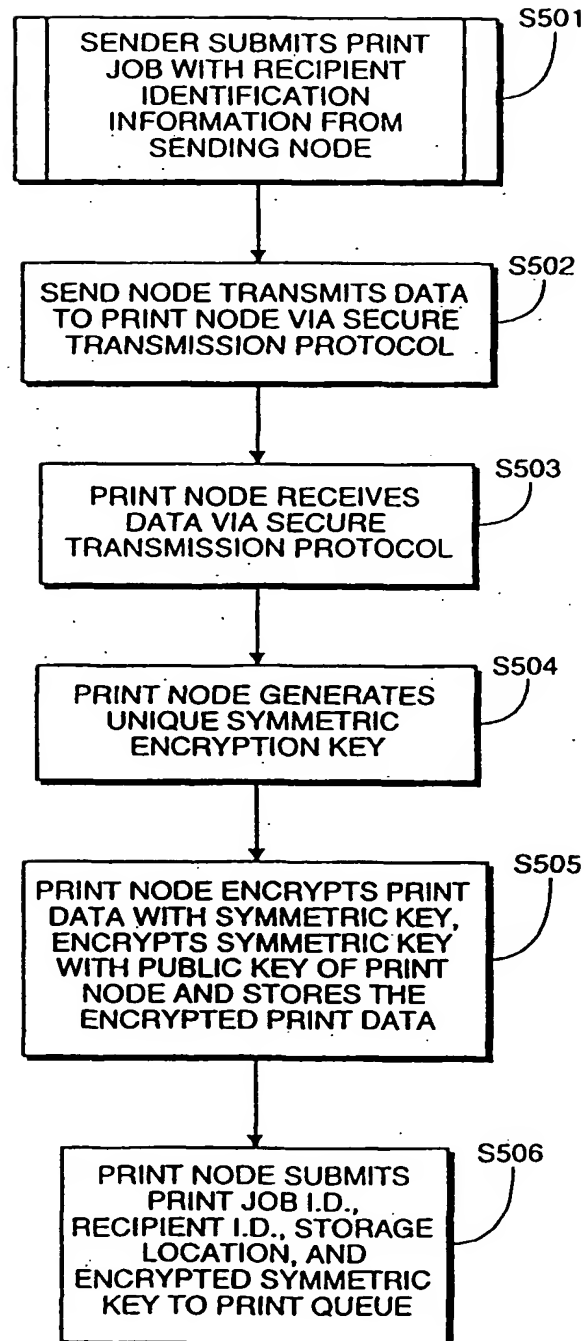 S501
SENDER SUBMITS PRINT
JOB WITH RECIPIENT
IDENTIFICATION
INFORMATION FROM
SENDING NODE
S502
SEND NODE TRANSMITS DATA
TO PRINT NODE VIA SECURE
TRANSMISSION PROTOCOL
S503
PRINT NODE RECEIVES
DATA VIA SECURE
TRANSMISSION PROTOCOL
S504
PRINT NODE GENERATES
UNIQUE SYMMETRIC
ENCRYPTION KEY
S505
PRINT NODE ENCRYPTS PRINT
DATA WITH SYMMETRIC KEY,
ENCRYPTS SYMMETRIC KEY
WITH PUBLIC KEY OF PRINT
NODE AND STORES THE
ENCRYPTED PRINT DATA
S506
PRINT NODE SUBMITS
PRINT JOB I.D.,
RECIPIENT I.D., STORAGE
LOCATION, AND
ENCRYPTED SYMMETRIC
KEY TO PRINT QUEUE